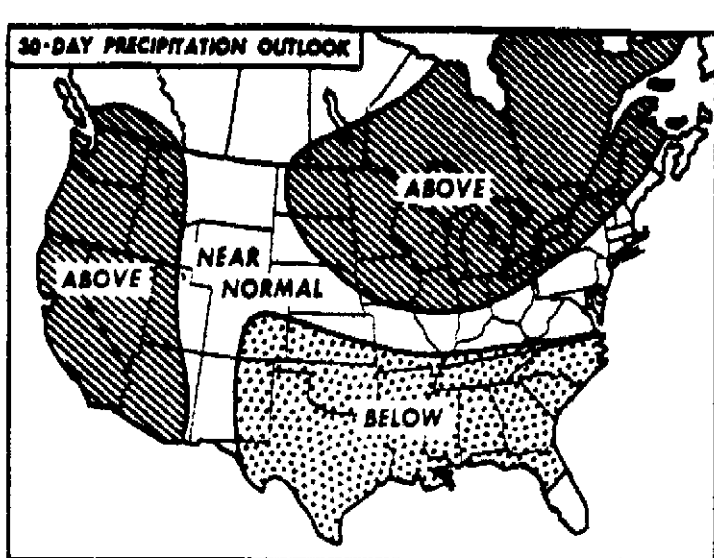 30-DAY PRECIPITATION OUTLOOK
ABOVE
ABOVE
NEAR
NORMAL
BELOW